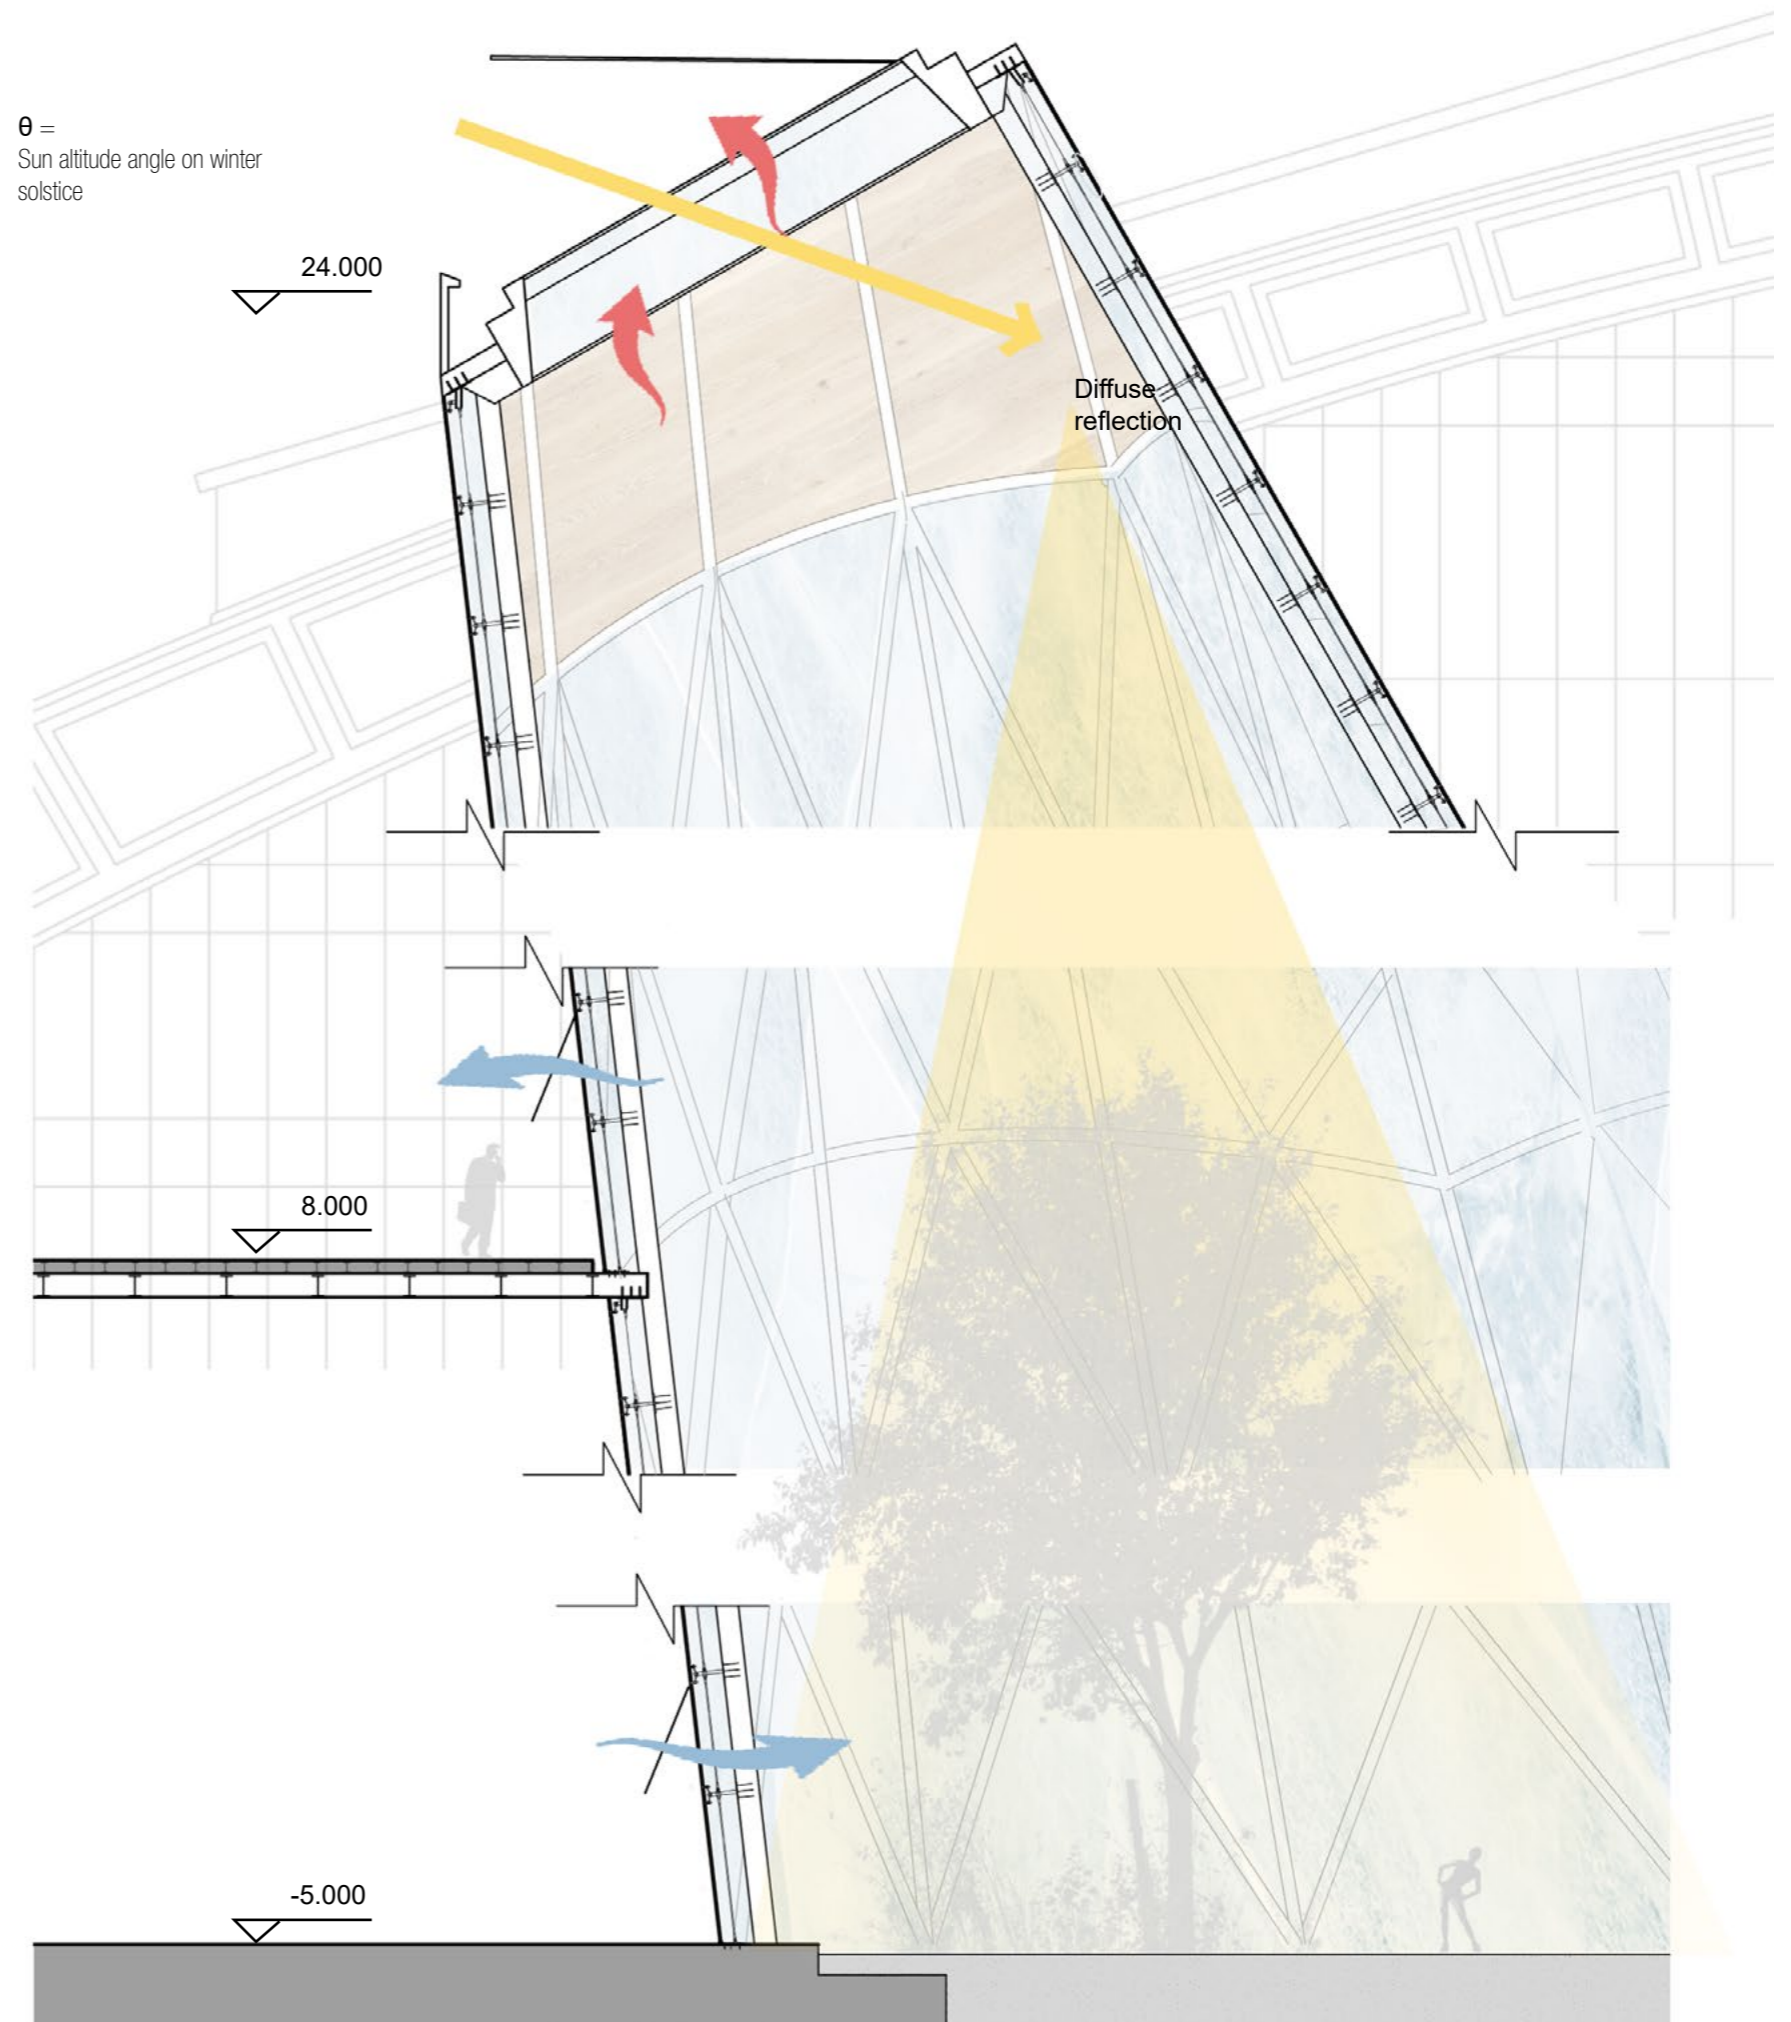 θ =
Sun altitude angle on winter
solstice
24.000
Diffuse
reflection
8.000
-5.000